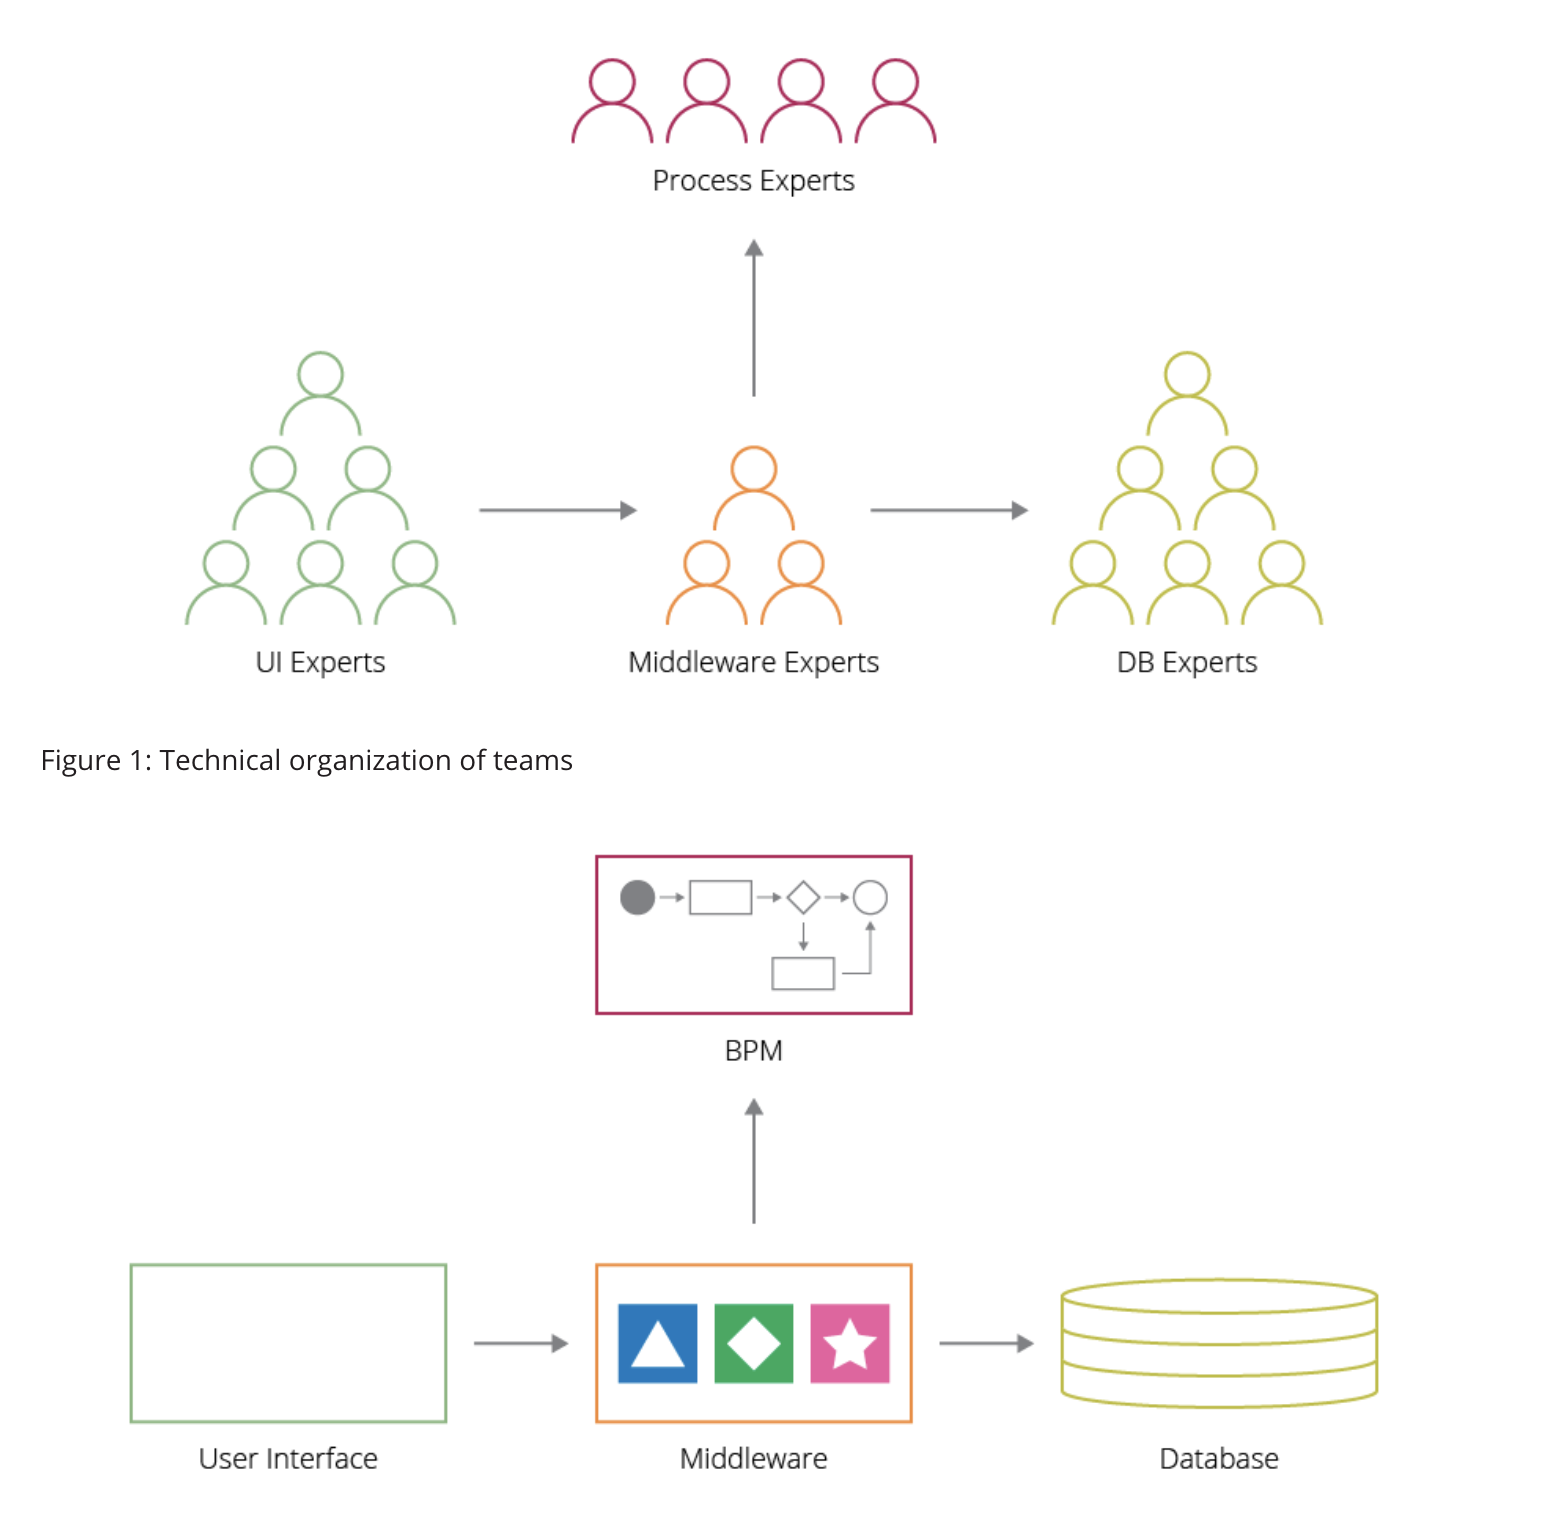 Process Experts
UI Experts
Middleware Experts
DB Experts
Figure 1: Technical organization of teams
BPM
User Interface
Middleware
Database